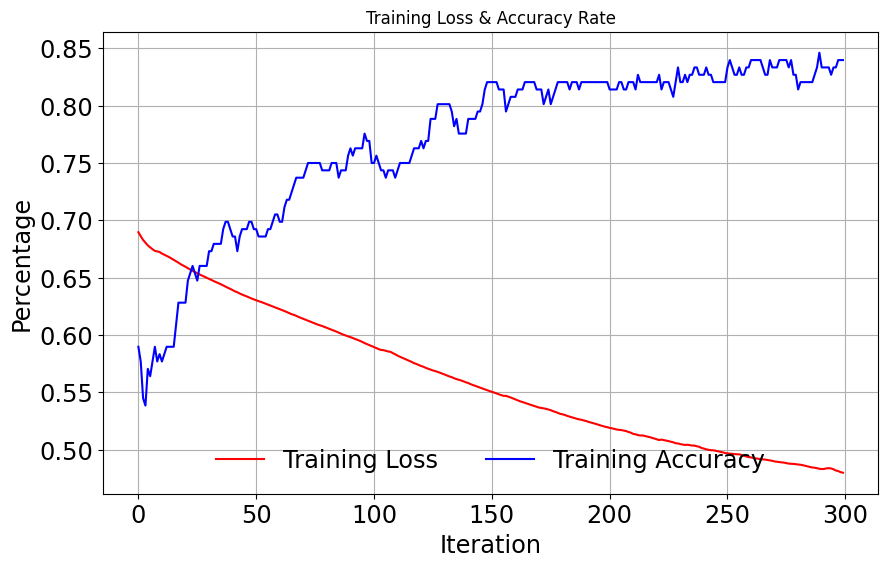 Training Loss & Accuracy Rate
0.85
0.80
0.75
0.70
0.65
0.60
0.55
0.50
Percentage
Training Loss Training Accuracy
0 50 100 150 200 250 300
Iteration